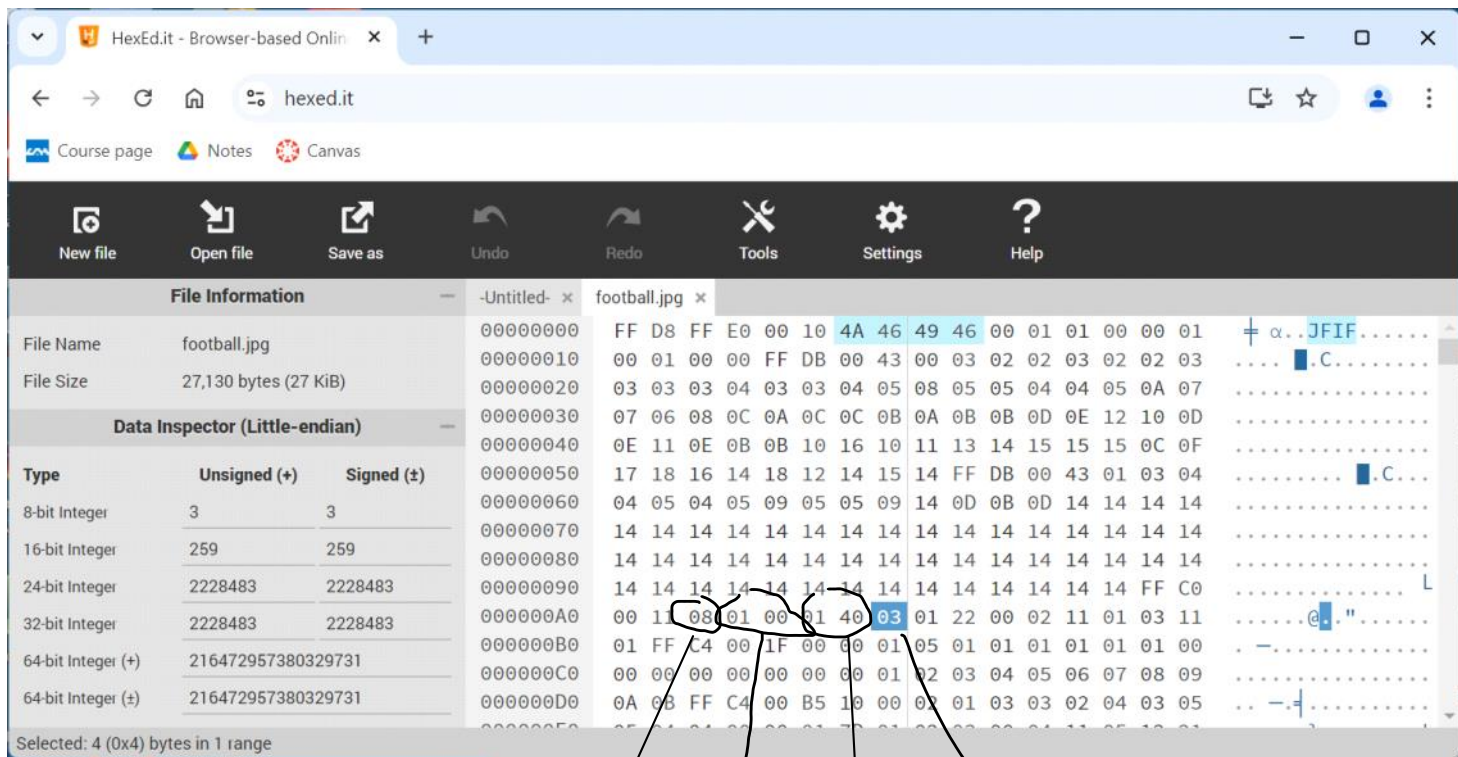 HexEd.it - Browser-based Onlin
hexed.it
Course page Notes Canvas
New file Open file Save as Undo Redo Tools Settings Help
File Information
-Untitled- football.jpg
File Name football.jpg
File Size 27,130 bytes (27 KiB)
Data Inspector (Little-endian)
Type Unsigned (+) Signed (±)
8-bit Integer 3 3
16-bit Integer 259 259
24-bit Integer 2228483 2228483
32-bit Integer 2228483 2228483
64-bit Integer (+) 216472957380329731
64-bit Integer (±) 216472957380329731
00000000 FF D8 FF E0 00 10 4A 46 49 46 00 01 01 00 00 01 ╪ α..JFIF......
00000010 00 01 00 00 FF DB 00 43 00 03 02 02 03 02 02 03 .... █.C........
00000020 03 03 03 04 03 03 04 05 08 05 05 04 04 05 0A 07 ................
00000030 07 06 08 0C 0A 0C 0C 0B 0A 0B 0B 0D 0E 12 10 0D ................
00000040 0E 11 0E 0B 0B 10 16 10 11 13 14 15 15 15 0C 0F ................
00000050 17 18 16 14 18 12 14 15 14 FF DB 00 43 01 03 04 ......... █.C...
00000060 04 05 04 05 09 05 05 09 14 0D 0B 0D 14 14 14 14 ................
00000070 14 14 14 14 14 14 14 14 14 14 14 14 14 14 14 14 ................
00000080 14 14 14 14 14 14 14 14 14 14 14 14 14 14 14 14 ................
00000090 14 14 14 14 14 14 14 14 14 14 14 14 14 14 FF C0 .............. └
000000A0 00 11 08 01 00 01 40 03 01 22 00 02 11 01 03 11 ......@.."......
000000B0 01 FF C4 00 1F 00 00 01 05 01 01 01 01 01 01 00 . ─.............
000000C0 00 00 00 00 00 00 00 01 02 03 04 05 06 07 08 09 ................
000000D0 0A 0B FF C4 00 B5 10 00 02 01 03 03 02 04 03 05 .. ─.╡..........
Selected: 4 (0x4) bytes in 1 range